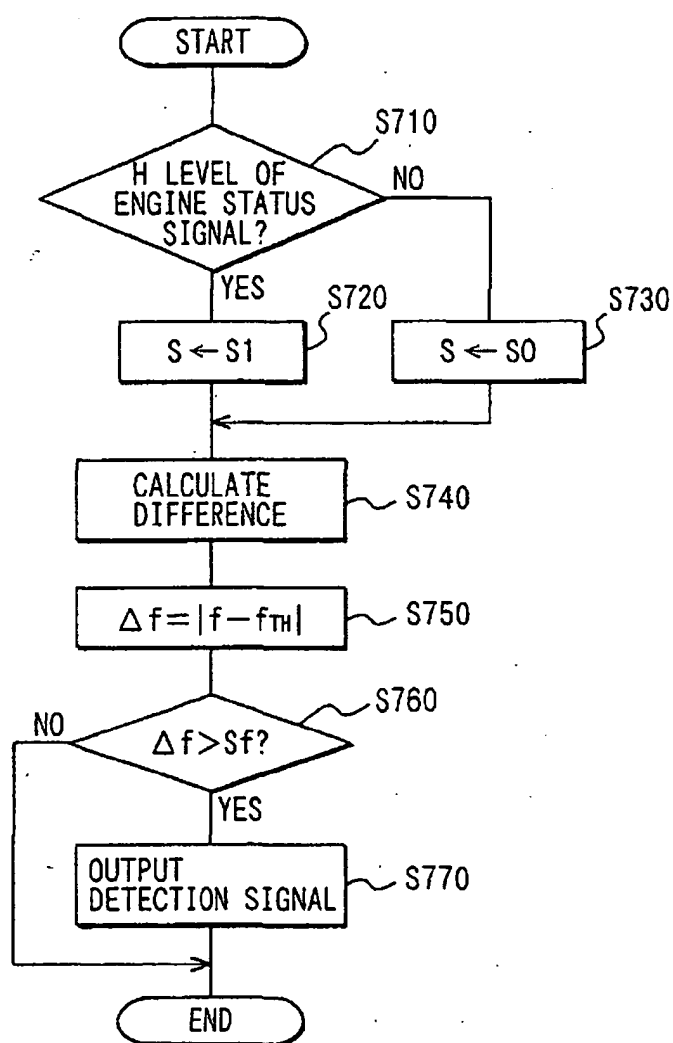 START
S710
H LEVEL OF
ENGINE STATUS
SIGNAL?
NO
YES
S720
S730
S ← S1
S ← S0
CALCULATE
DIFFERENCE
S740
Δf=|f-fTH|
S750
S760
NO
Δf>Sf?
YES
OUTPUT
DETECTION SIGNAL
S770
END